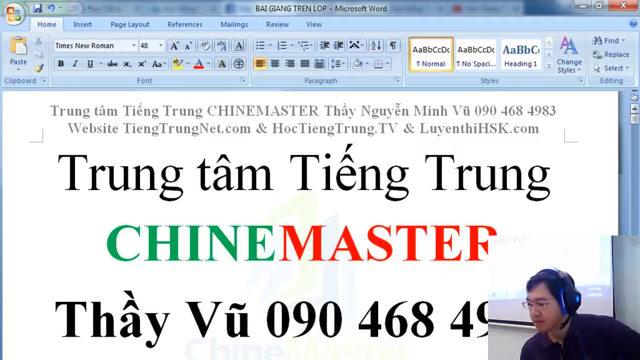 BAI GIANG TREN LOP - Microsoft Word
Home Insert Page Layout References Mailings Review View
Paste
Times New Roman 48
AaBbCcDc AaBbCcDc AaBbCc
¶ Normal ¶ No Spaci... Heading 1
Change Styles
Find
Replace
Select
Clipboard Font Paragraph Styles Editing
Trung tâm Tiếng Trung CHINEMASTER Thầy Nguyễn Minh Vũ 090 468 4983
Website TiengTrungNet.com & HocTiengTrung.TV & LuyenthiHSK.com
Trung tâm Tiếng Trung
CHINEMASTER
Thầy Vũ 090 468 49
ChineMaster